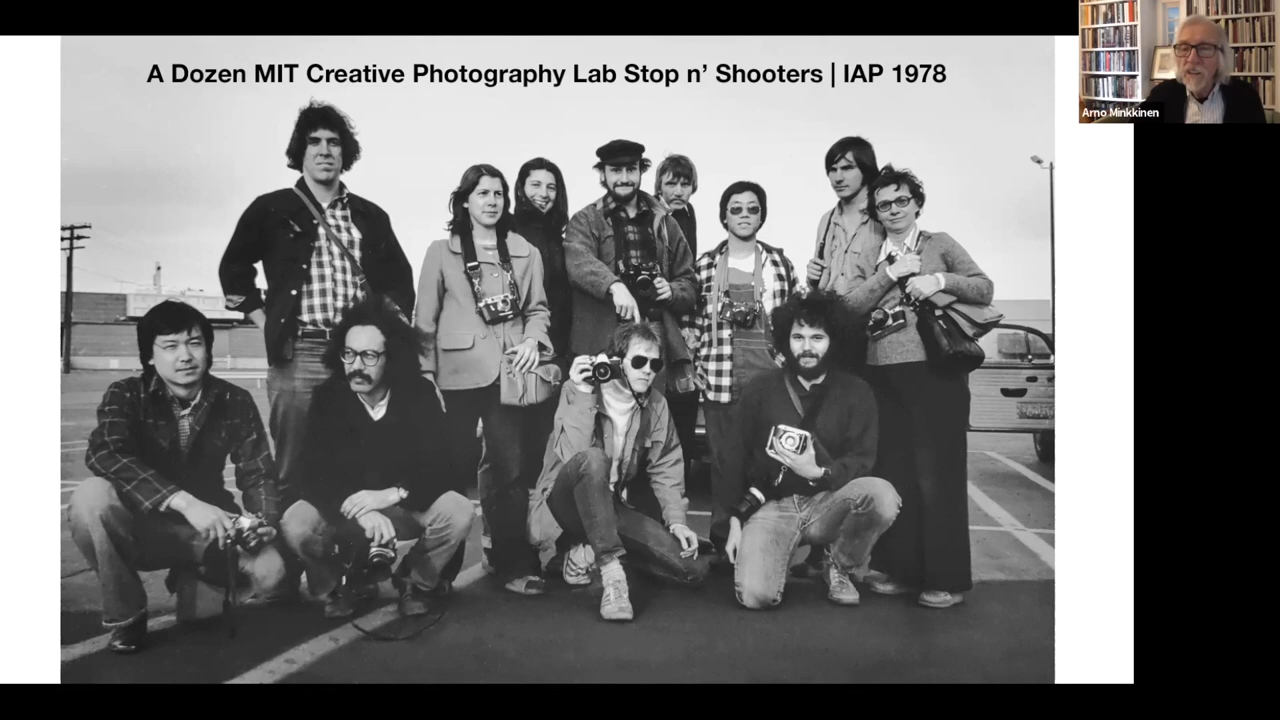 A Dozen MIT Creative Photography Lab Stop n’ Shooters | IAP 1978
Arno Minkkinen